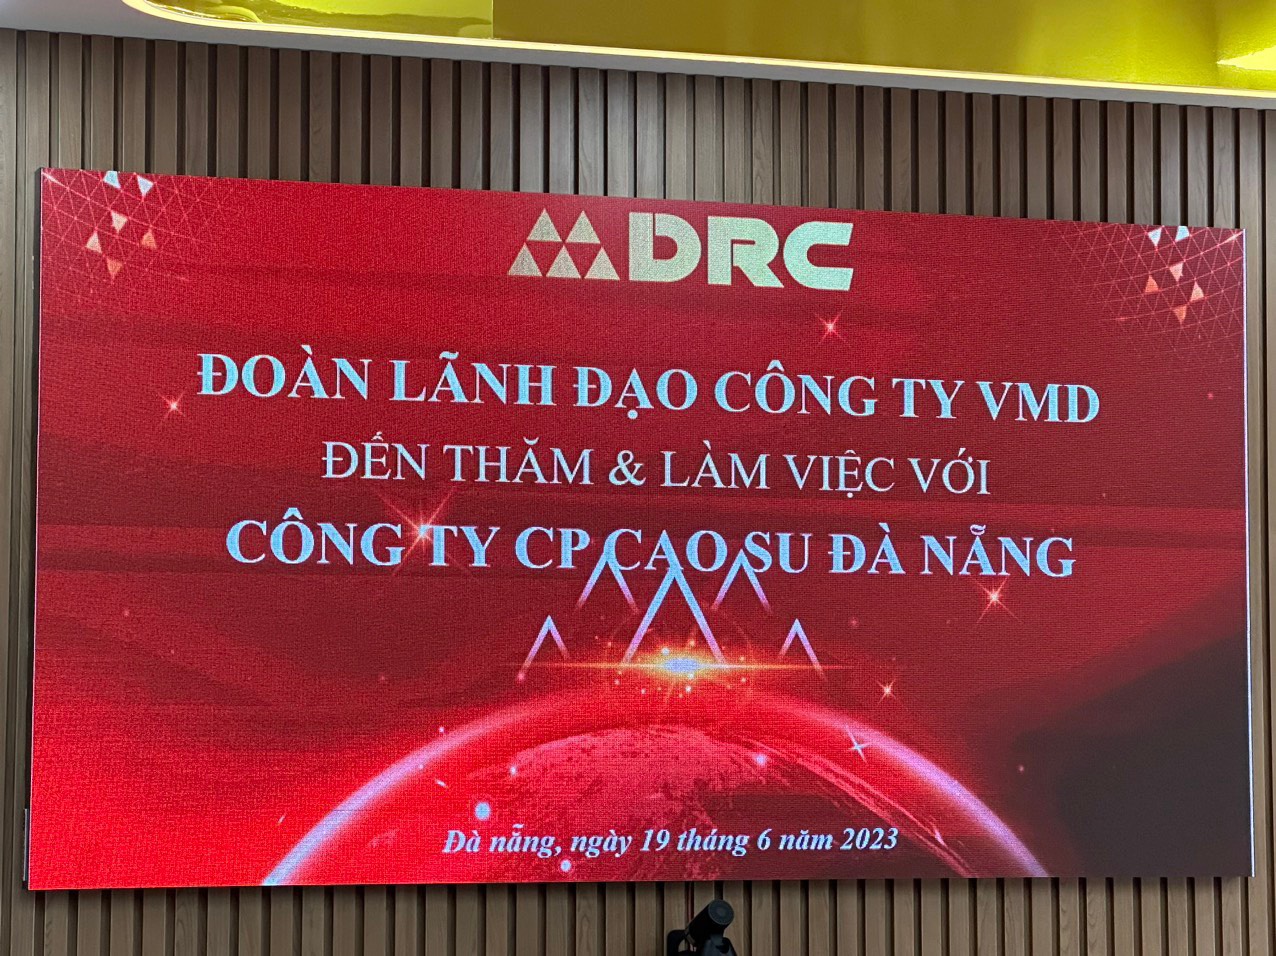 DRC
ĐOÀN LÃNH ĐẠO CÔNG TY VMD
ĐẾN THĂM & LÀM VIỆC VỚI
CÔNG TY CP CAO SU ĐÀ NẴNG
Đà nẵng, ngày 19 tháng 6 năm 2023